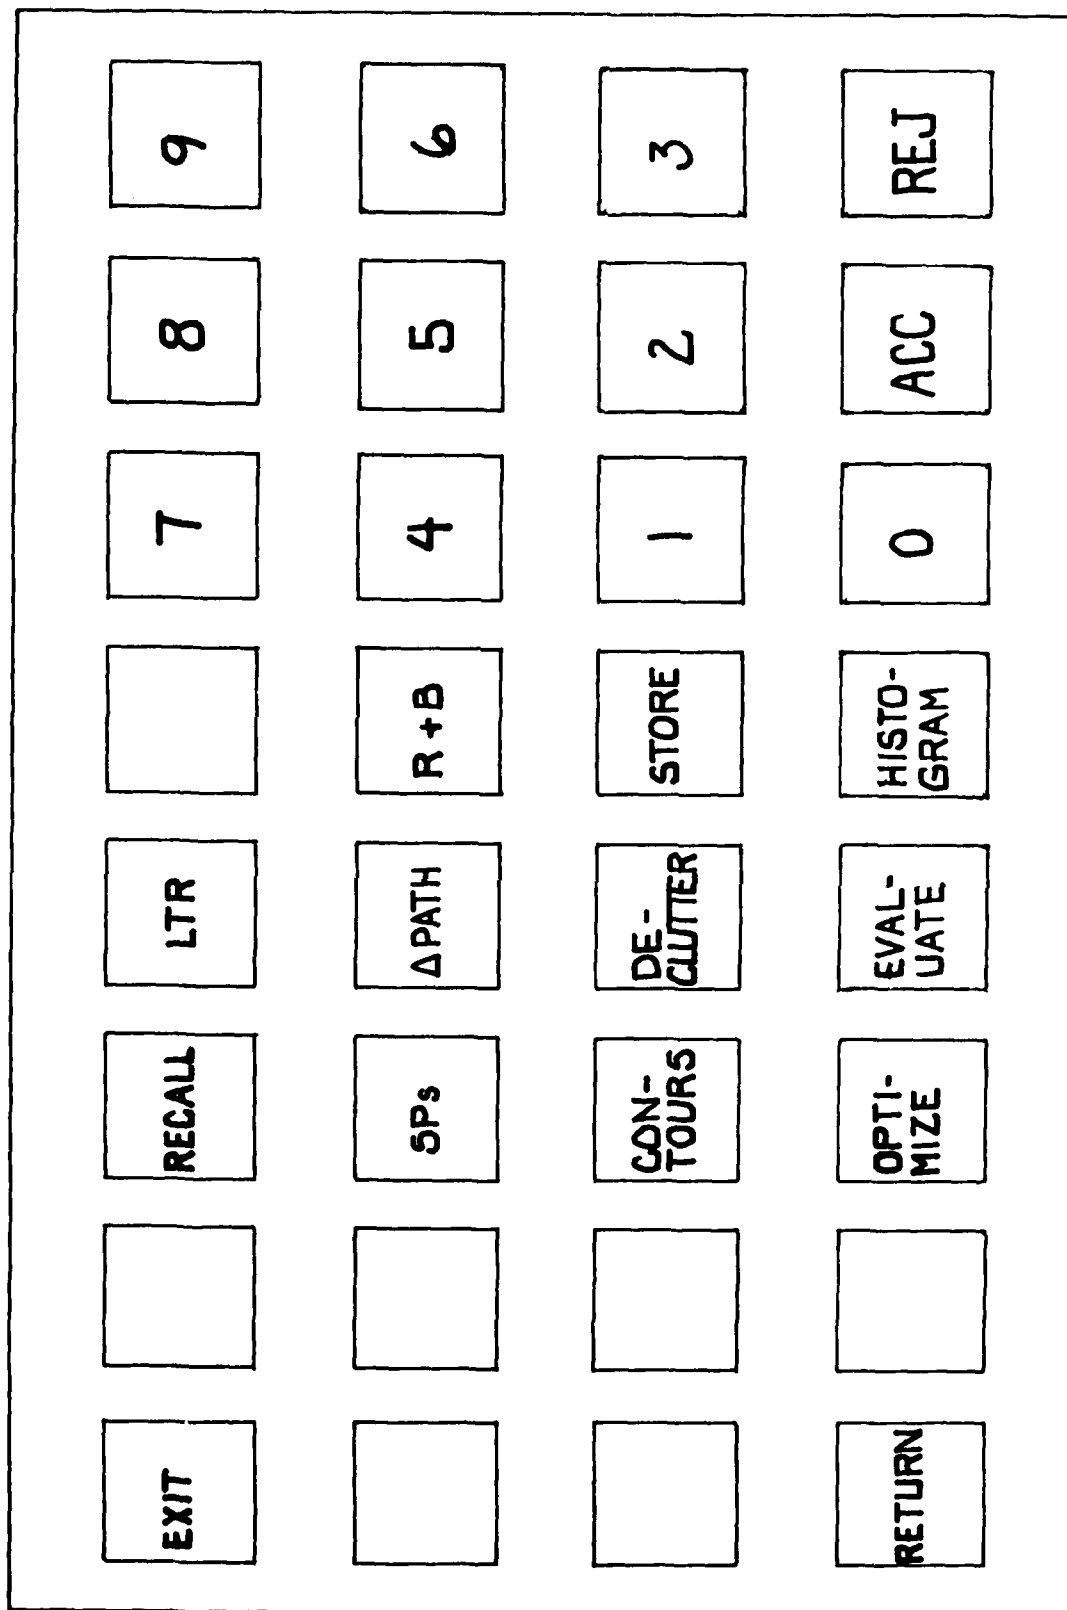 EXIT
RECALL
LTR
7
8
9
SPs
ΔPATH
R+B
4
5
6
CON-
TOURS
DE-
CLUTTER
STORE
1
2
3
RETURN
OPTI-
MIZE
EVAL-
UATE
HISTO-
GRAM
0
ACC
REJ